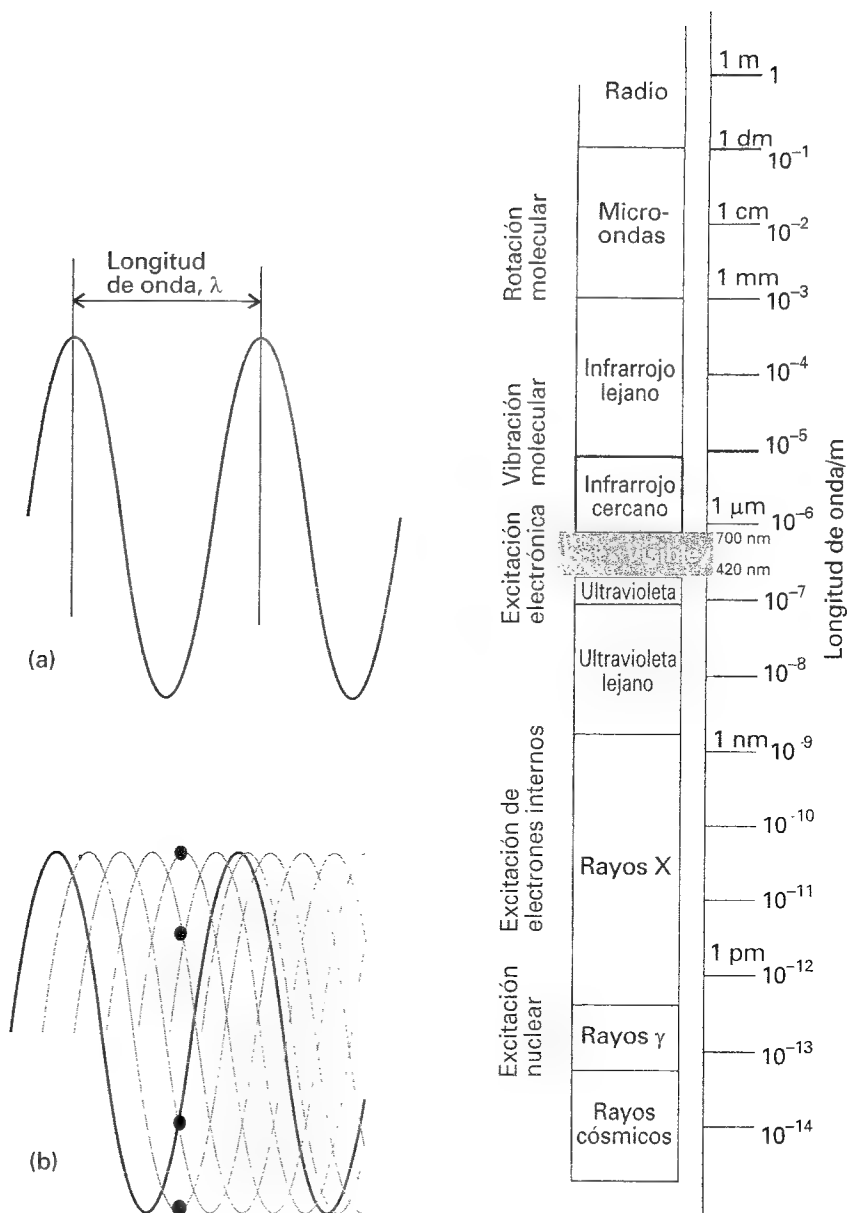 Longitud
de onda, λ
(a)
(b)
Rotación
molecular
Vibración
molecular
Excitación
electrónica
Excitación de
electrones internos
Excitación
nuclear
Radio
Micro-
ondas
Infrarrojo
lejano
Infrarrojo
cercano
Ultravioleta
Ultravioleta
lejano
Rayos X
Rayos γ
Rayos
cósmicos
1 m 1
1 dm 10⁻¹
1 cm 10⁻²
1 mm 10⁻³
10⁻⁴
10⁻⁵
1 μm 10⁻⁶
700 nm
420 nm
10⁻⁷
10⁻⁸
1 nm 10⁻⁹
10⁻¹⁰
10⁻¹¹
1 pm 10⁻¹²
10⁻¹³
10⁻¹⁴
Longitud de onda/m